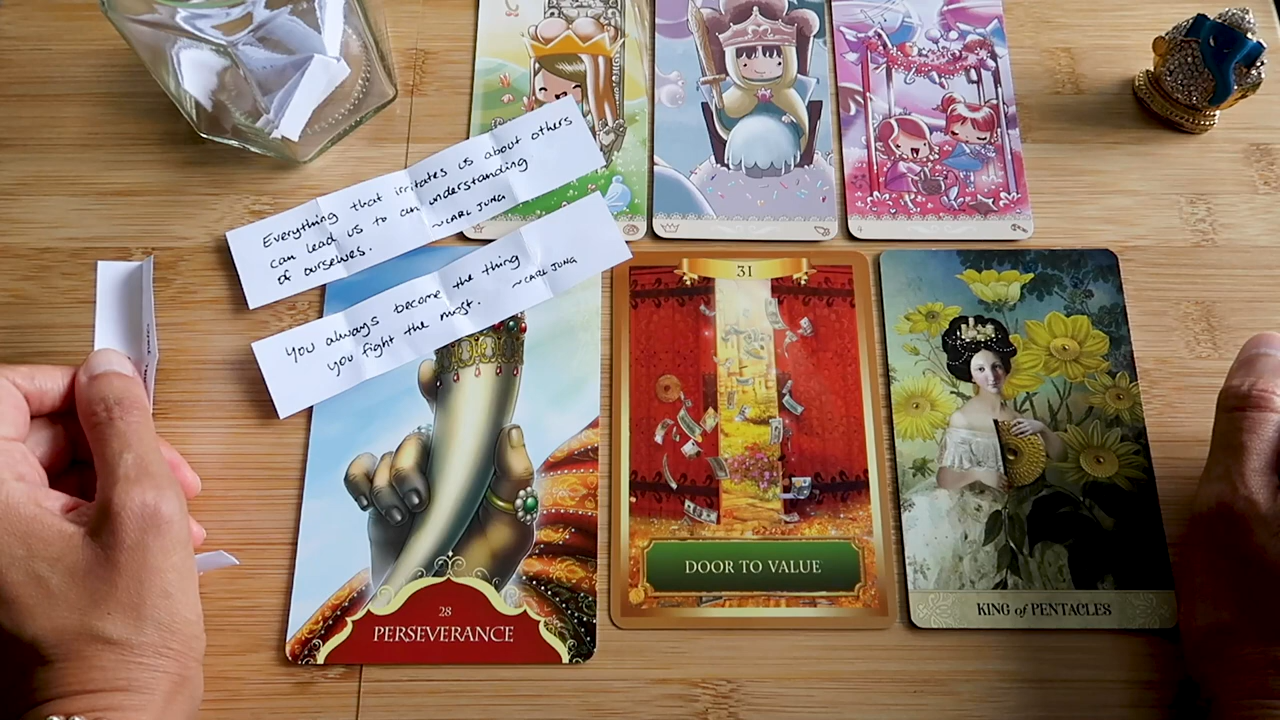 Everything that irritates us about others
can lead us to an understanding
of ourselves. ~CARL JUNG
You always become the thing
you fight the most. ~CARL JUNG
4
31
DOOR TO VALUE
28
PERSEVERANCE
KING of PENTACLES